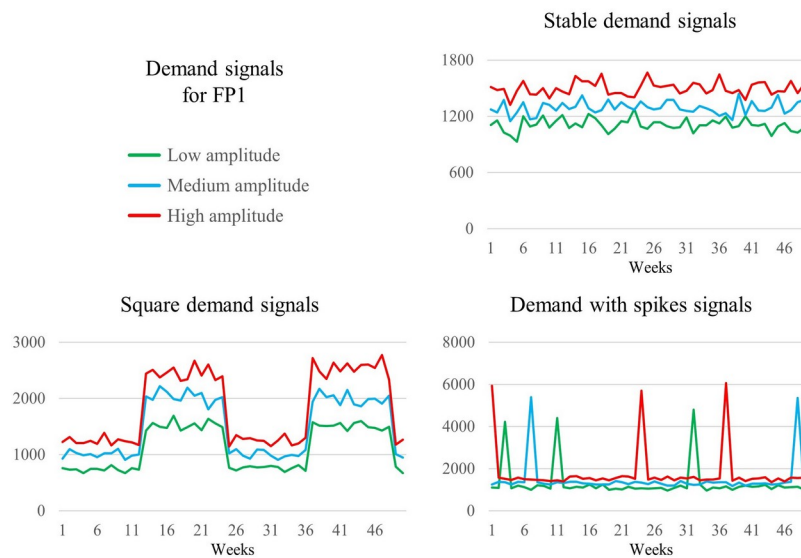 Demand signals
for FP1
Low amplitude
Medium amplitude
High amplitude
Stable demand signals
1800
1200
600
0
1 6 11 16 21 26 31 36 41 46
Weeks
Square demand signals
3000
2000
1000
0
1 6 11 16 21 26 31 36 41 46
Weeks
Demand with spikes signals
8000
6000
4000
2000
0
1 6 11 16 21 26 31 36 41 46
Weeks